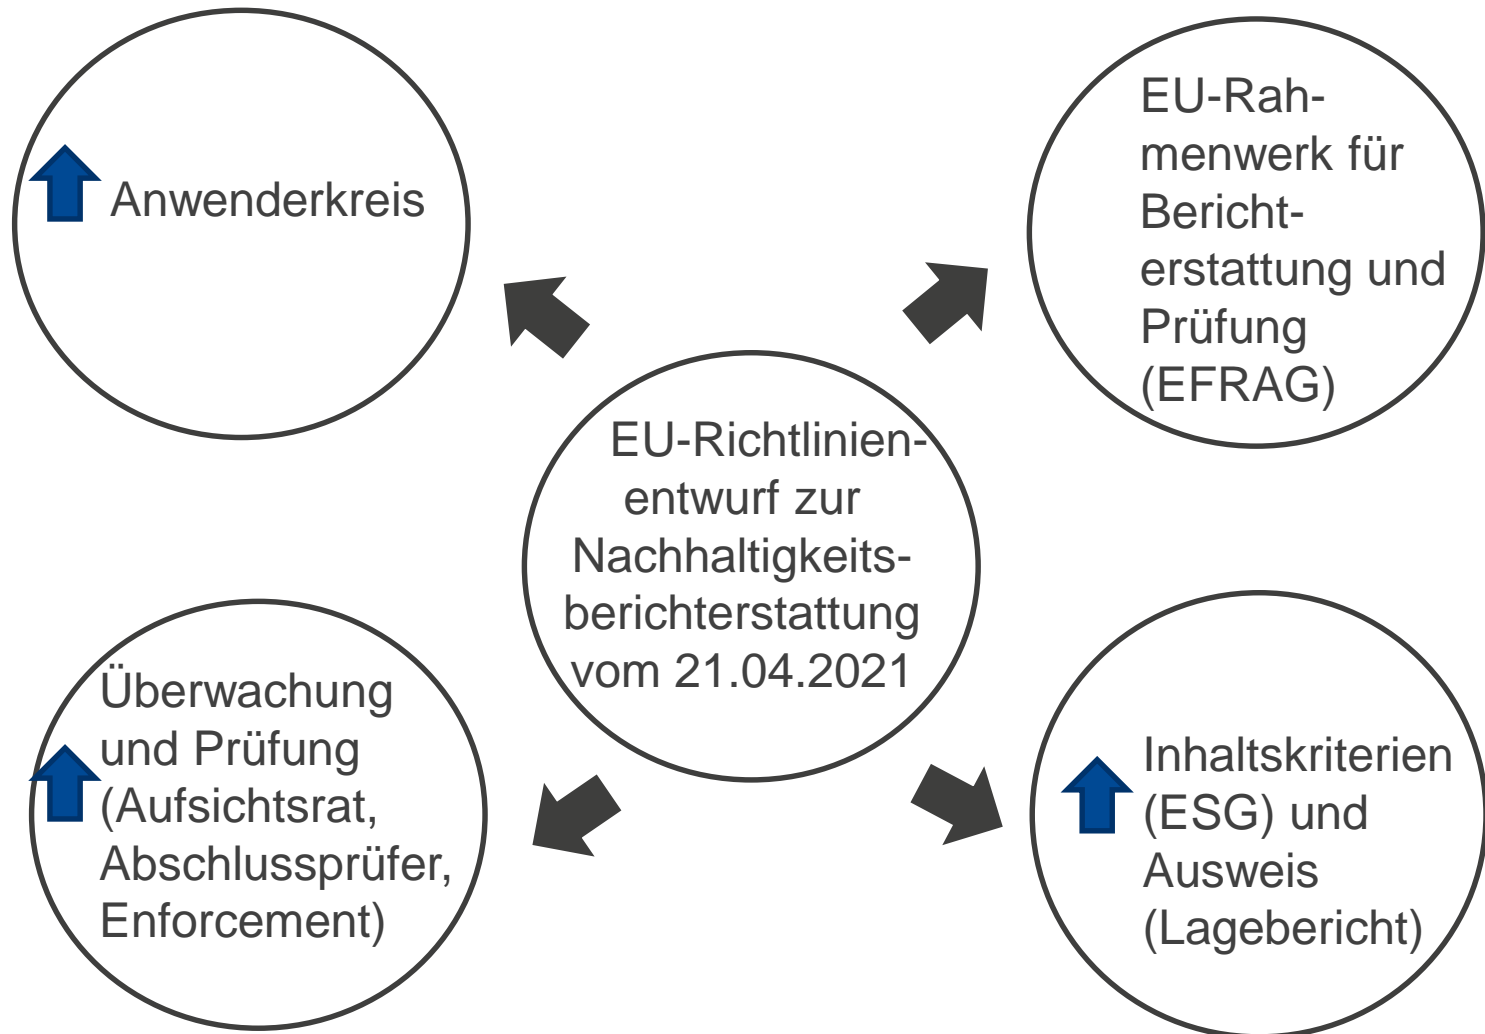 Anwenderkreis
EU-Rah-
menwerk für
Bericht-
erstattung und
Prüfung
(EFRAG)
EU-Richtlinien-
entwurf zur
Nachhaltigkeits-
berichterstattung
vom 21.04.2021
Überwachung
und Prüfung
(Aufsichtsrat,
Abschlussprüfer,
Enforcement)
Inhaltskriterien
(ESG) und
Ausweis
(Lagebericht)